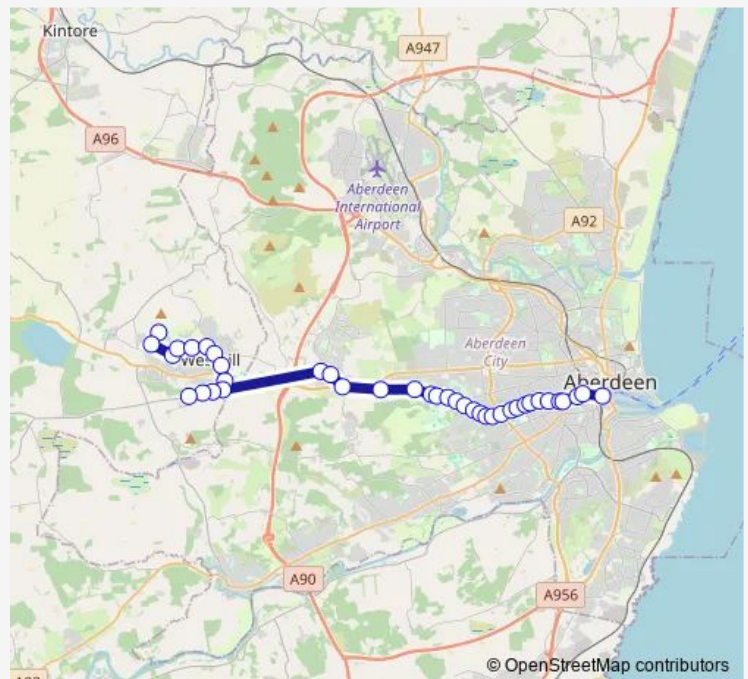 Kintore
A947
A96
Aberdeen
International
Airport
A92
Aberdeen
City
Aberdeen
A90
A956
© OpenStreetMap contributors